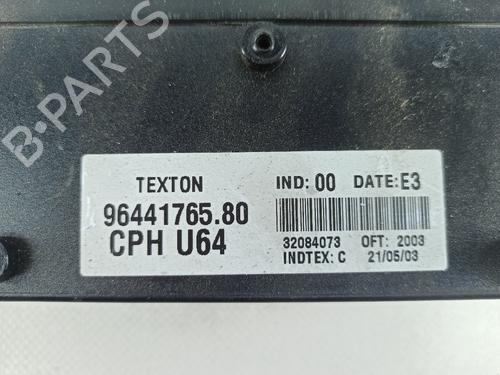 B-PARTS
TEXTON
IND: 00 DATE: E3
96441765.80
CPH U64
32084073 OFT: 2003
INDTEX: C 21/05/03